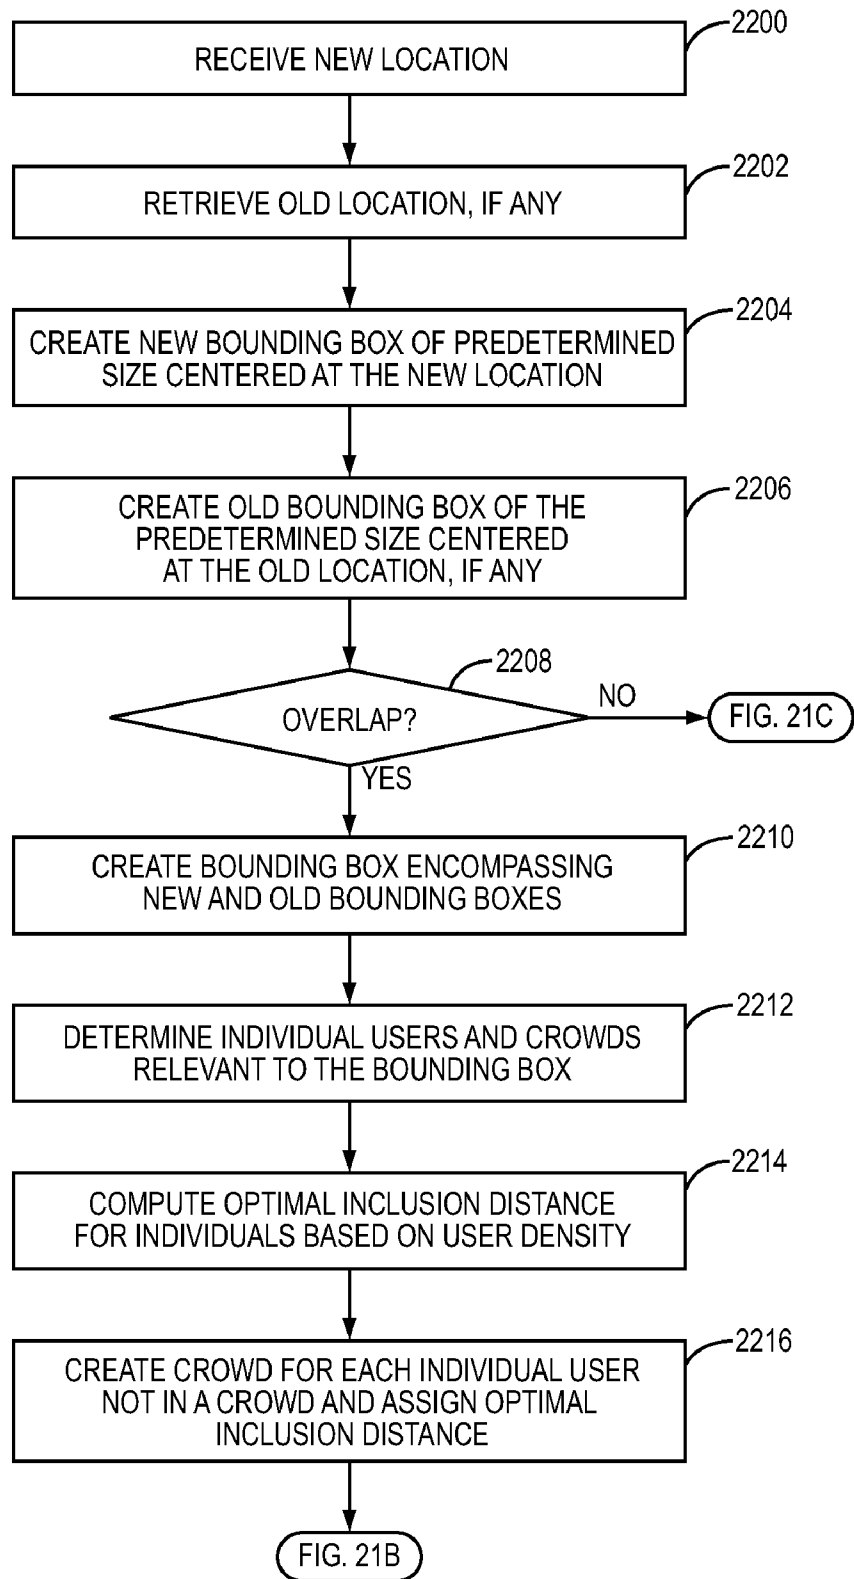 2200
RECEIVE NEW LOCATION
2202
RETRIEVE OLD LOCATION, IF ANY
2204
CREATE NEW BOUNDING BOX OF PREDETERMINED
SIZE CENTERED AT THE NEW LOCATION
2206
CREATE OLD BOUNDING BOX OF THE
PREDETERMINED SIZE CENTERED
AT THE OLD LOCATION, IF ANY
2208
OVERLAP?
NO
FIG. 21C
YES
2210
CREATE BOUNDING BOX ENCOMPASSING
NEW AND OLD BOUNDING BOXES
2212
DETERMINE INDIVIDUAL USERS AND CROWDS
RELEVANT TO THE BOUNDING BOX
2214
COMPUTE OPTIMAL INCLUSION DISTANCE
FOR INDIVIDUALS BASED ON USER DENSITY
2216
CREATE CROWD FOR EACH INDIVIDUAL USER
NOT IN A CROWD AND ASSIGN OPTIMAL
INCLUSION DISTANCE
FIG. 21B